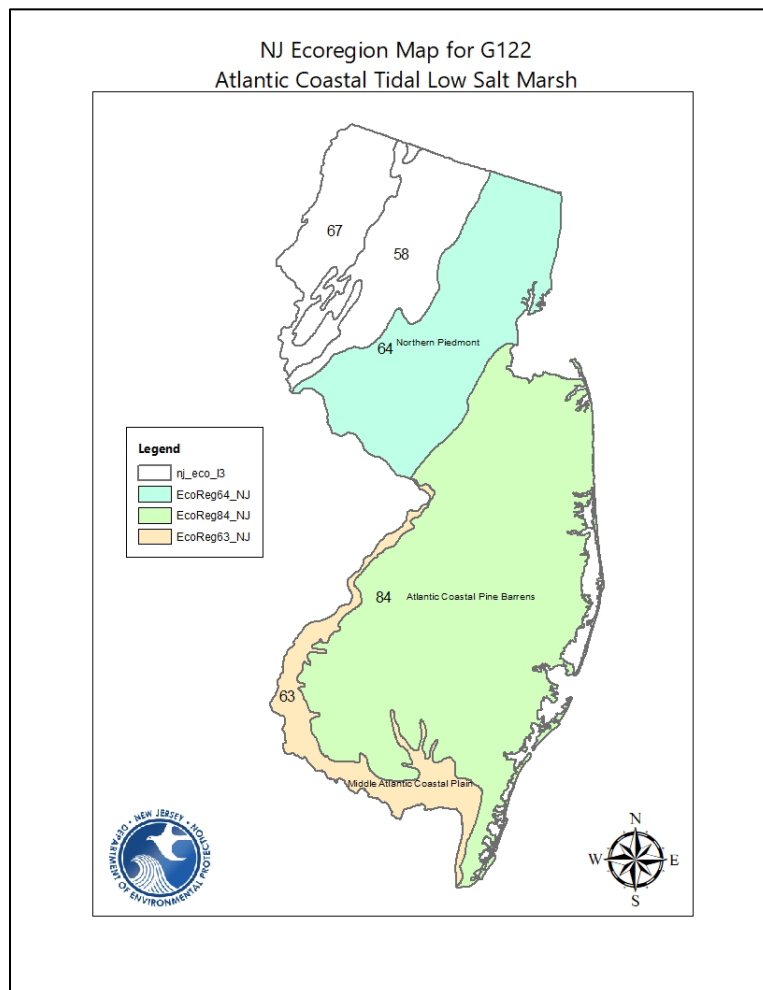 NJ Ecoregion Map for G122
Atlantic Coastal Tidal Low Salt Marsh
67
58
64 Northern Piedmont
Legend
nj_eco_l3
EcoReg64_NJ
EcoReg84_NJ
EcoReg63_NJ
84 Atlantic Coastal Pine Barrens
63
Middle Atlantic Coastal Plain
NEW JERSEY
DEPARTMENT OF ENVIRONMENTAL PROTECTION
N
W E
S